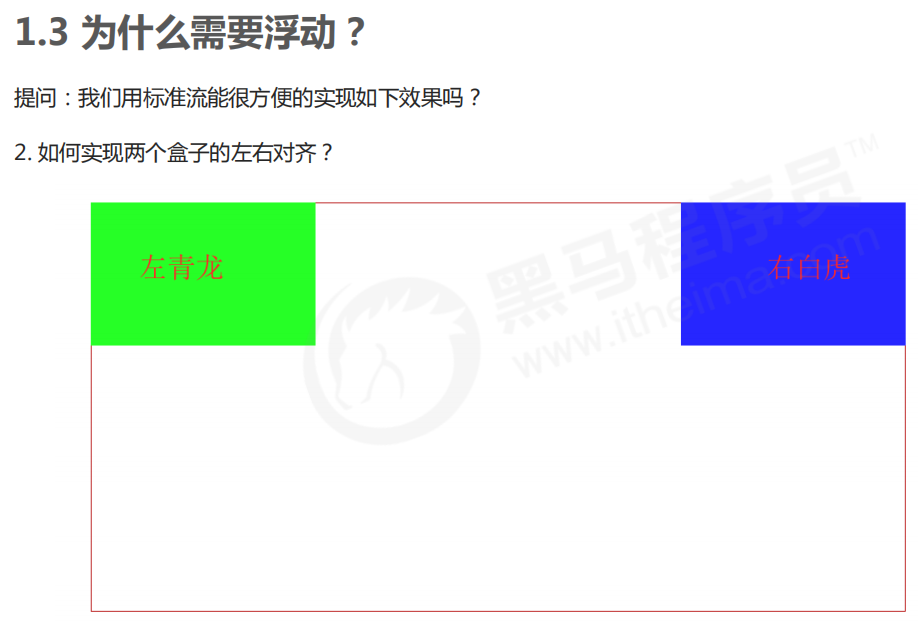 1.3 为什么需要浮动？
提问：我们用标准流能很方便的实现如下效果吗？
2. 如何实现两个盒子的左右对齐？
左青龙
右白虎
黑马程序员™
www.itheima.com